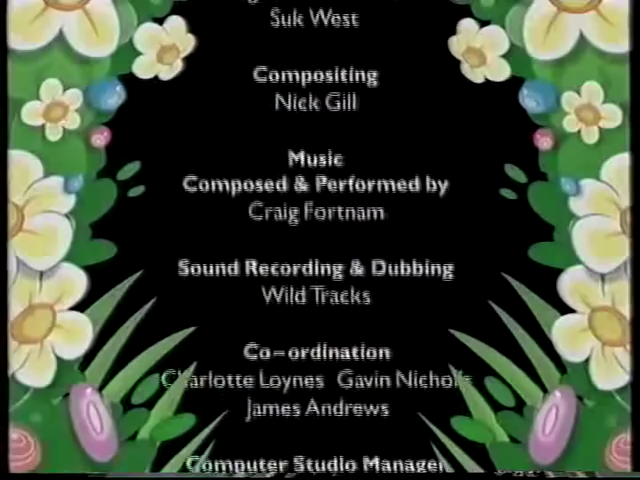 Suk West
Compositing
Nick Gill
Music
Composed & Performed by
Craig Fortnam
Sound Recording & Dubbing
Wild Tracks
Co-ordination
Charlotte Loynes Gavin Nichols
James Andrews
Computer Studio Manager